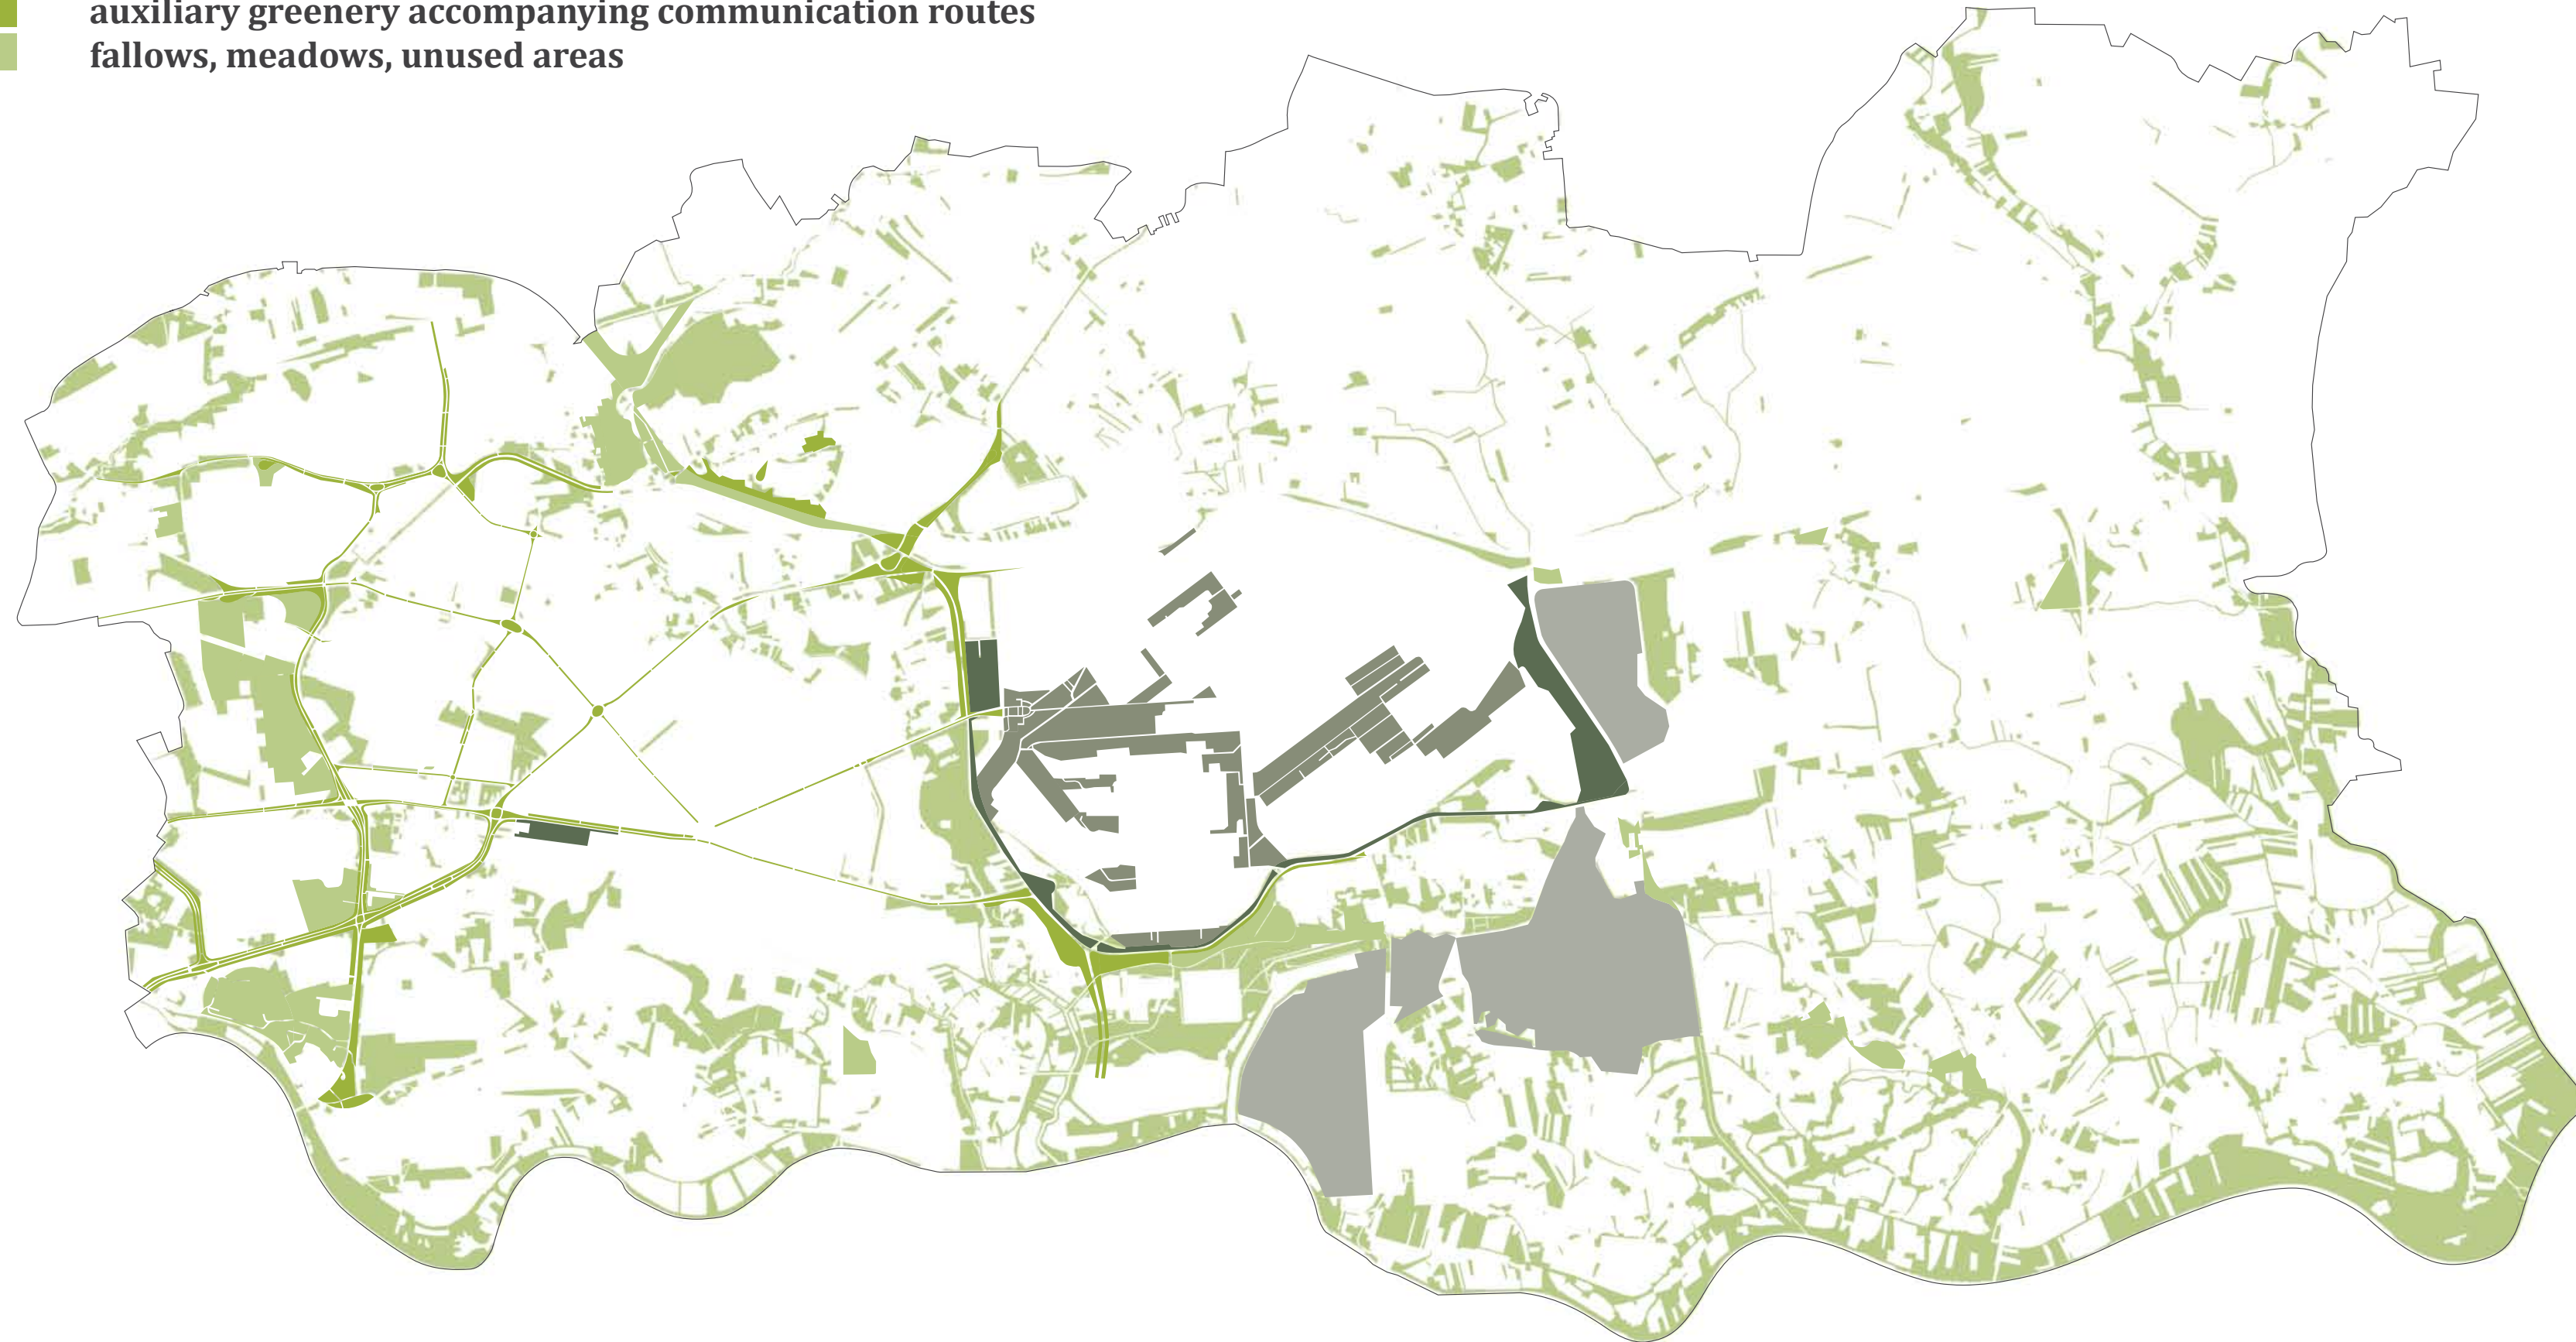 auxiliary greenery accompanying communication routes
fallows, meadows, unused areas